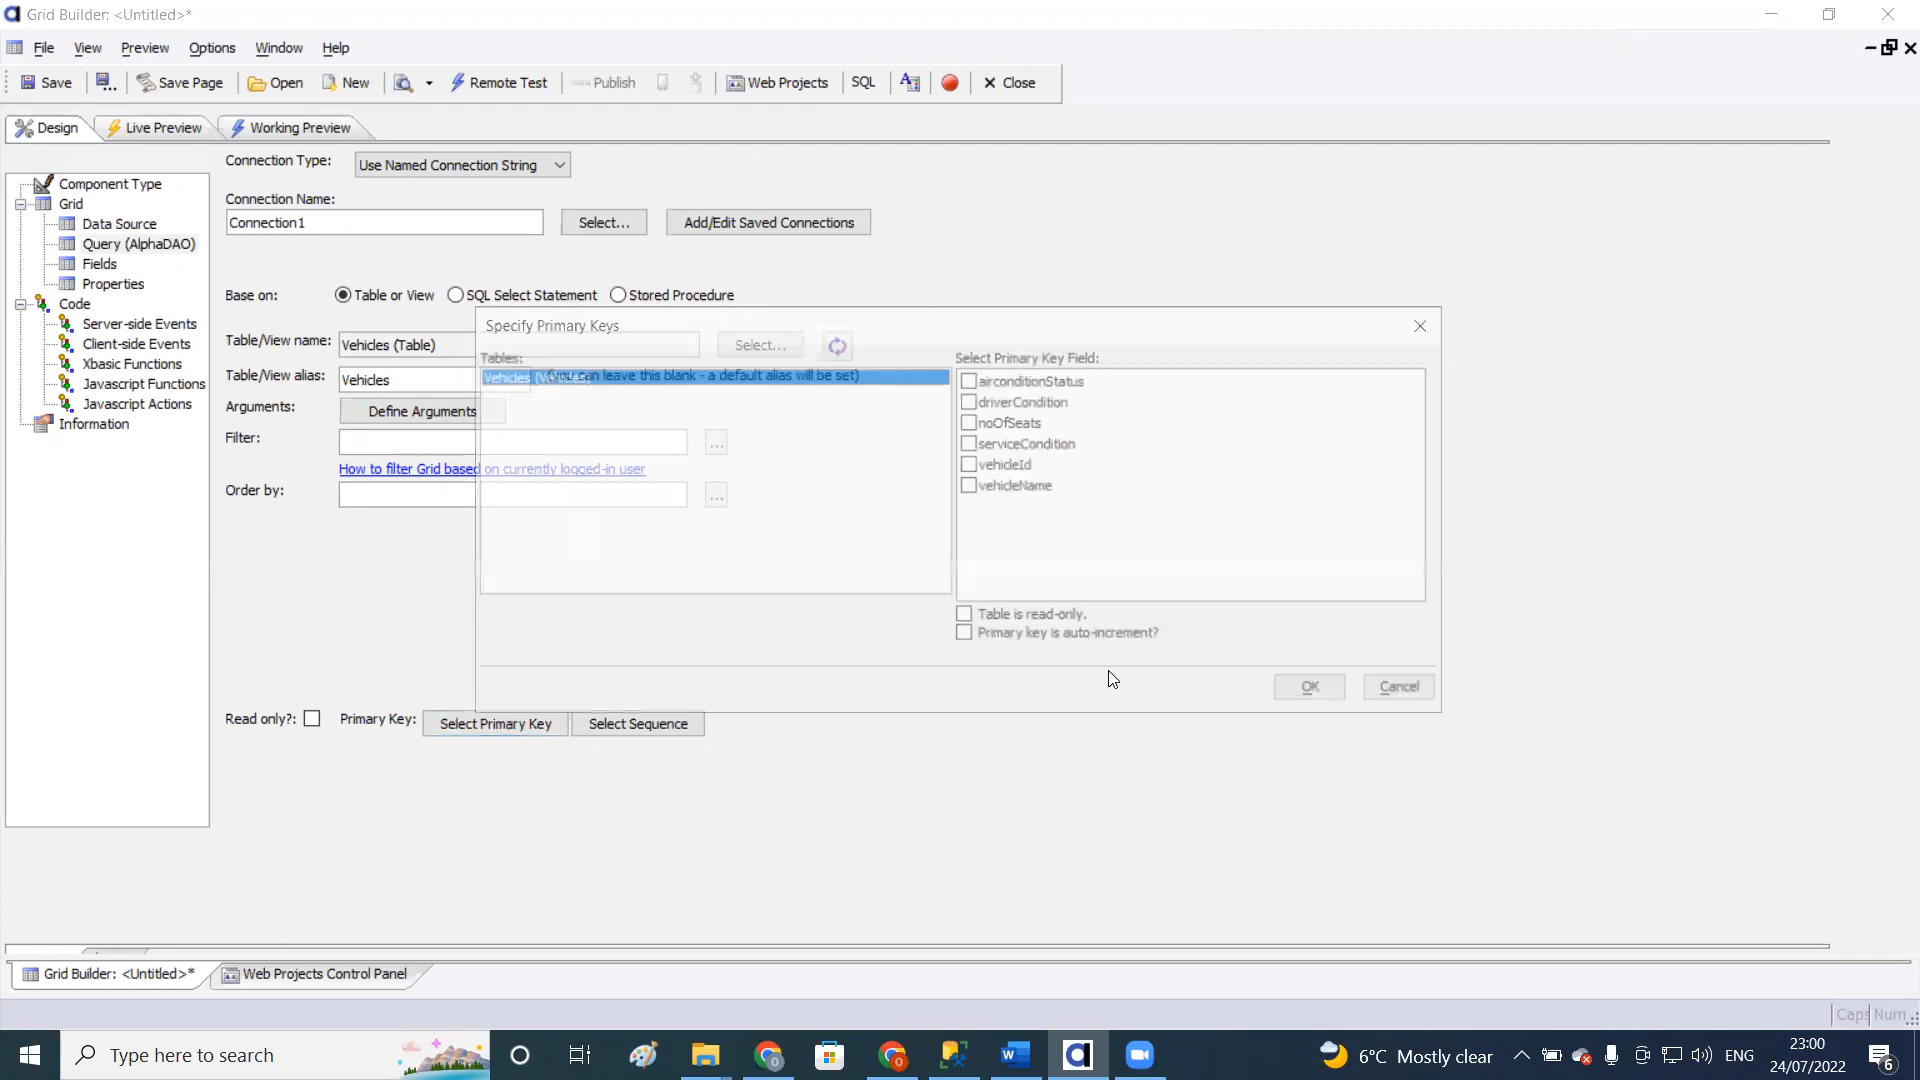 Grid Builder: <Untitled>*
File View Preview Options Window Help
Save Save Page Open New Remote Test Publish Web Projects SQL Close
Design Live Preview Working Preview
Component Type
Grid
Data Source
Query (AlphaDAO)
Fields
Properties
Code
Server-side Events
Client-side Events
Xbasic Functions
Javascript Functions
Javascript Actions
Information
Connection Type: Use Named Connection String
Connection Name:
Connection1 Select... Add/Edit Saved Connections
Base on: Table or View SQL Select Statement Stored Procedure
Table/View name: Vehicles (Table) Select...
Table/View alias: Vehicles (you can leave this blank - a default alias will be set)
Arguments: Define Arguments
Filter: ...
How to filter Grid based on currently logged-in user
Order by: ...
Specify Primary Keys
Tables:
Vehicles
Select Primary Key Field:
airconditionStatus
driverCondition
noOfSeats
serviceCondition
vehicleId
vehicleName
Table is read-only.
Primary key is auto-increment?
OK Cancel
Read only?: Primary Key: Select Primary Key Select Sequence
Grid Builder: <Untitled>* Web Projects Control Panel
Caps Num
Type here to search
6°C Mostly clear
ENG
23:00
24/07/2022
6